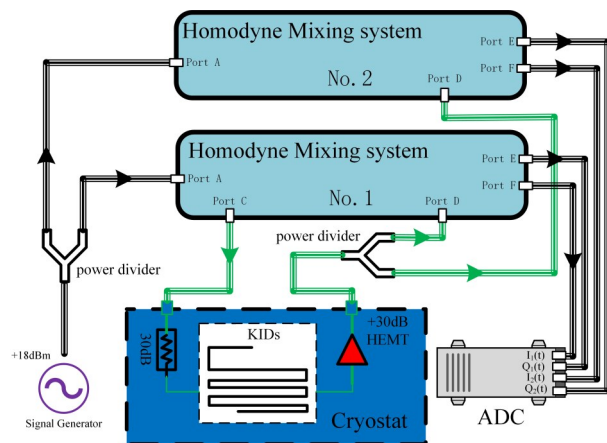 Homodyne Mixing system
Port E
Port A
Port F
No. 2
Port D
Homodyne Mixing system
Port E
Port A
Port F
Port C
No. 1
Port D
power divider
power divider
+18dBm
Signal Generator
30dB
KIDs
+30dB
HEMT
Cryostat
I₁(t)
Q₁(t)
I₂(t)
Q₂(t)
ADC